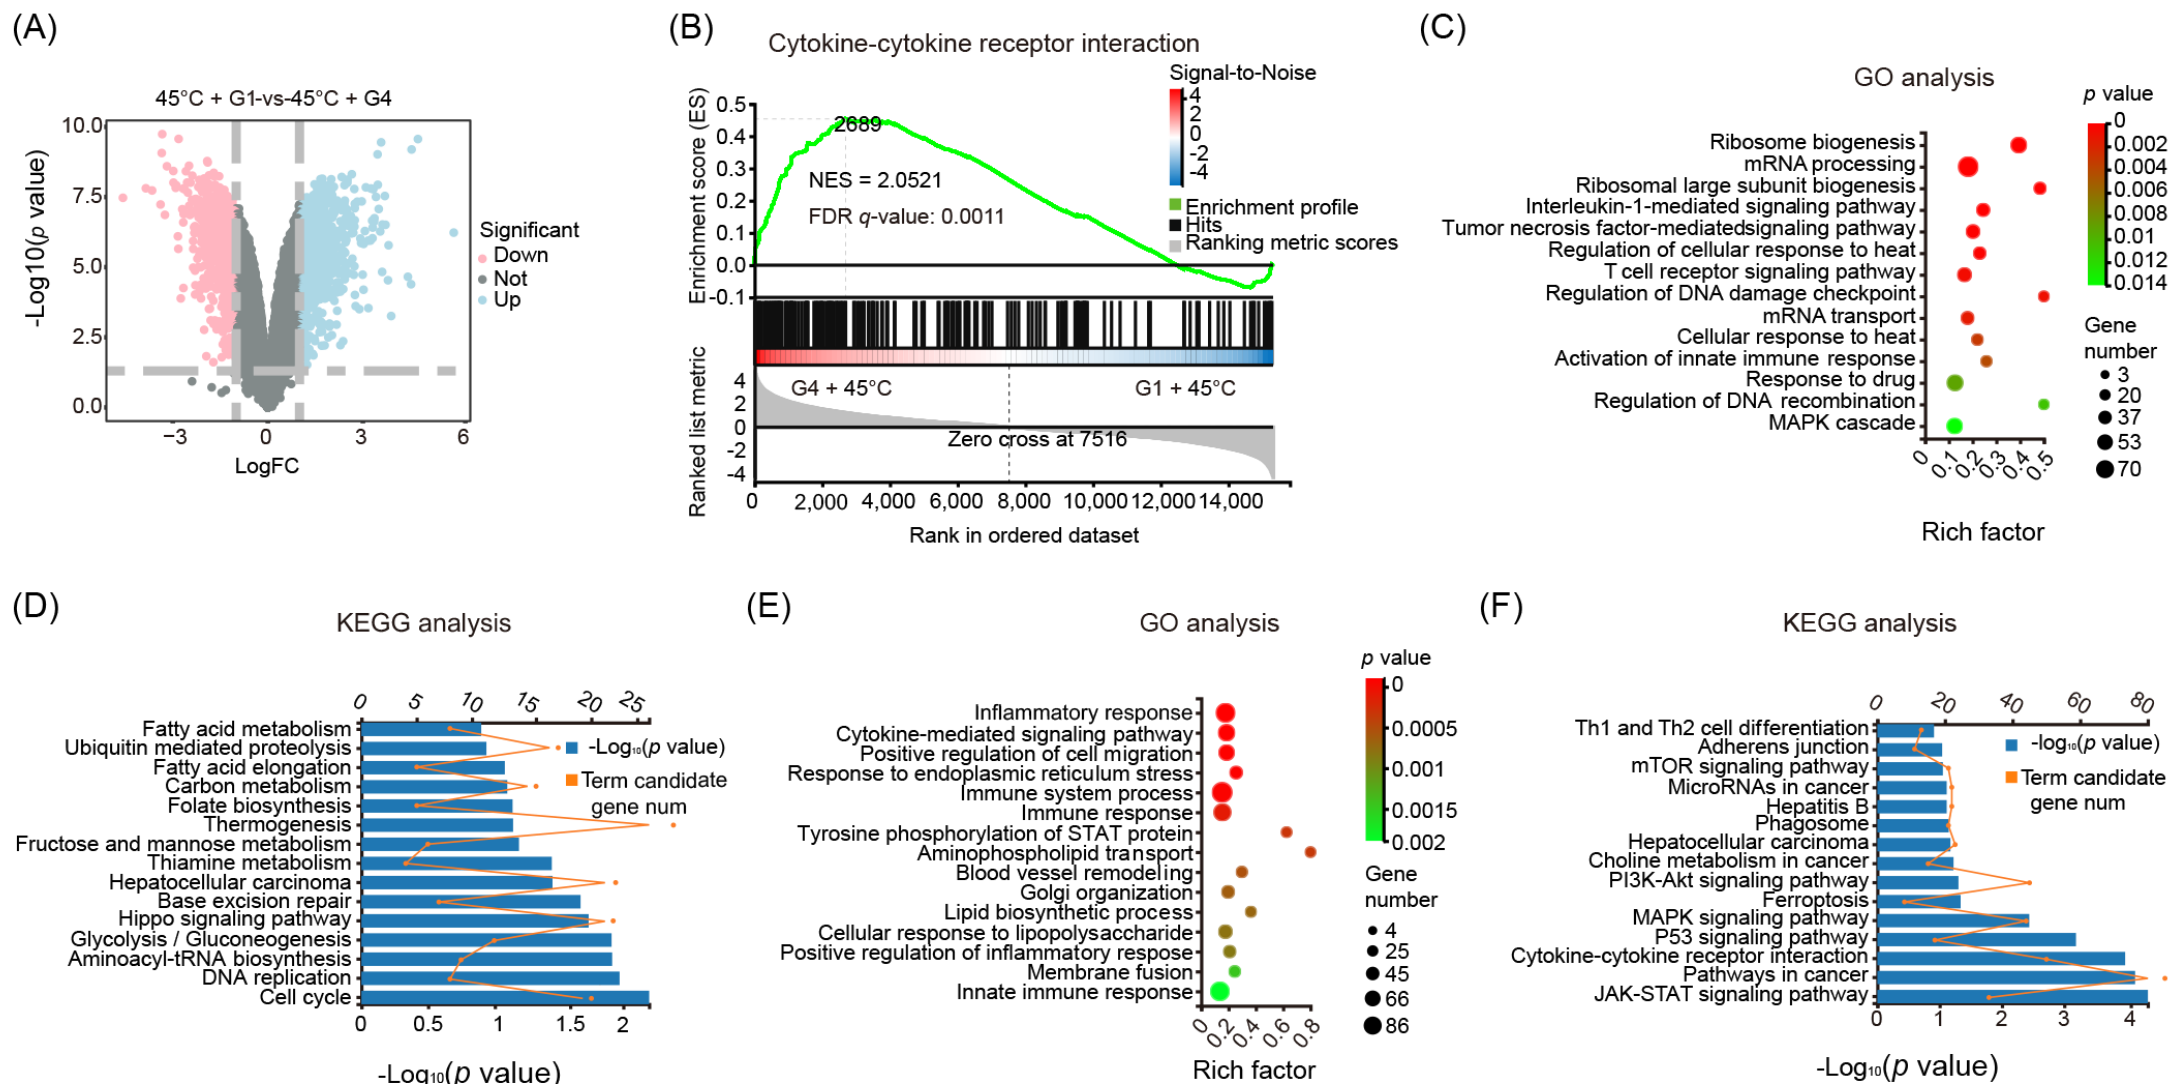 (A)
45°C + G1-vs-45°C + G4
-Log10(p value)
10.0
7.5
5.0
2.5
0.0
−3
0
3
6
LogFC
Significant
Down
Not
Up
(B)
Cytokine-cytokine receptor interaction
Enrichment score (ES)
0.5
0.4
0.3
0.2
0.1
0.0
-0.1
2689
NES = 2.0521
FDR q-value: 0.0011
Signal-to-Noise
4
2
0
-2
-4
Enrichment profile
Hits
Ranking metric scores
Ranked list metric
4
2
0
-2
-4
G4 + 45°C
G1 + 45°C
Zero cross at 7516
0
2,000
4,000
6,000
8,000
10,000
12,000
14,000
Rank in ordered dataset
(C)
GO analysis
Ribosome biogenesis
mRNA processing
Ribosomal large subunit biogenesis
Interleukin-1-mediated signaling pathway
Tumor necrosis factor-mediatedsignaling pathway
Regulation of cellular response to heat
T cell receptor signaling pathway
Regulation of DNA damage checkpoint
mRNA transport
Cellular response to heat
Activation of innate immune response
Response to drug
Regulation of DNA recombination
MAPK cascade
0
0.1
0.2
0.3
0.4
0.5
Rich factor
p value
0
0.002
0.004
0.006
0.008
0.01
0.012
0.014
Gene
number
3
20
37
53
70
(D)
KEGG analysis
0
5
10
15
20
25
Fatty acid metabolism
Ubiquitin mediated proteolysis
Fatty acid elongation
Carbon metabolism
Folate biosynthesis
Thermogenesis
Fructose and mannose metabolism
Thiamine metabolism
Hepatocellular carcinoma
Base excision repair
Hippo signaling pathway
Glycolysis / Gluconeogenesis
Aminoacyl-tRNA biosynthesis
DNA replication
Cell cycle
-Log₁₀(p value)
Term candidate
gene num
0
0.5
1
1.5
2
-Log₁₀(p value)
(E)
GO analysis
Inflammatory response
Cytokine-mediated signaling pathway
Positive regulation of cell migration
Response to endoplasmic reticulum stress
Immune system process
Immune response
Tyrosine phosphorylation of STAT protein
Aminophospholipid transport
Blood vessel remodeling
Golgi organization
Lipid biosynthetic process
Cellular response to lipopolysaccharide
Positive regulation of inflammatory respose
Membrane fusion
Innate immune response
0
0.2
0.4
0.6
0.8
Rich factor
p value
0
0.0005
0.001
0.0015
0.002
Gene
number
4
25
45
66
86
(F)
KEGG analysis
0
20
40
60
80
Th1 and Th2 cell differentiation
Adherens junction
mTOR signaling pathway
MicroRNAs in cancer
Hepatitis B
Phagosome
Hepatocellular carcinoma
Choline metabolism in cancer
PI3K-Akt signaling pathway
Ferroptosis
MAPK signaling pathway
P53 signaling pathway
Cytokine-cytokine receptor interaction
Pathways in cancer
JAK-STAT signaling pathway
-log₁₀(p value)
Term candidate
gene num
0
1
2
3
4
-Log₁₀(p value)